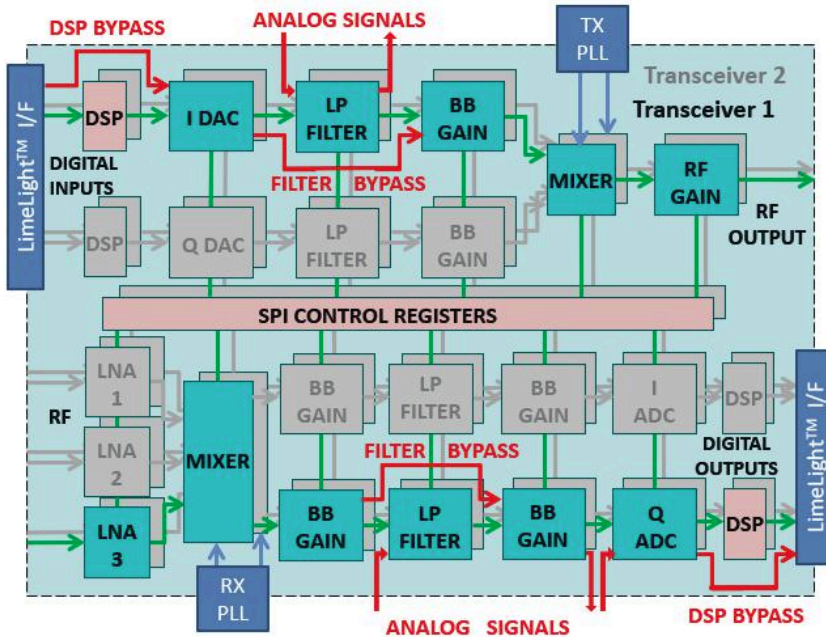 DSP BYPASS
ANALOG SIGNALS
TX
PLL
Transceiver 2
Transceiver 1
LimeLight™ I/F
DSP
I DAC
LP
FILTER
BB
GAIN
DIGITAL
INPUTS
FILTER BYPASS
MIXER
RF
GAIN
RF
OUTPUT
DSP
Q DAC
LP
FILTER
BB
GAIN
SPI CONTROL REGISTERS
RF
LNA
1
LNA
2
LNA
3
MIXER
BB
GAIN
LP
FILTER
BB
GAIN
I
ADC
DSP
LimeLight™ I/F
FILTER BYPASS
DIGITAL
OUTPUTS
BB
GAIN
LP
FILTER
BB
GAIN
Q
ADC
DSP
RX
PLL
ANALOG SIGNALS
DSP BYPASS